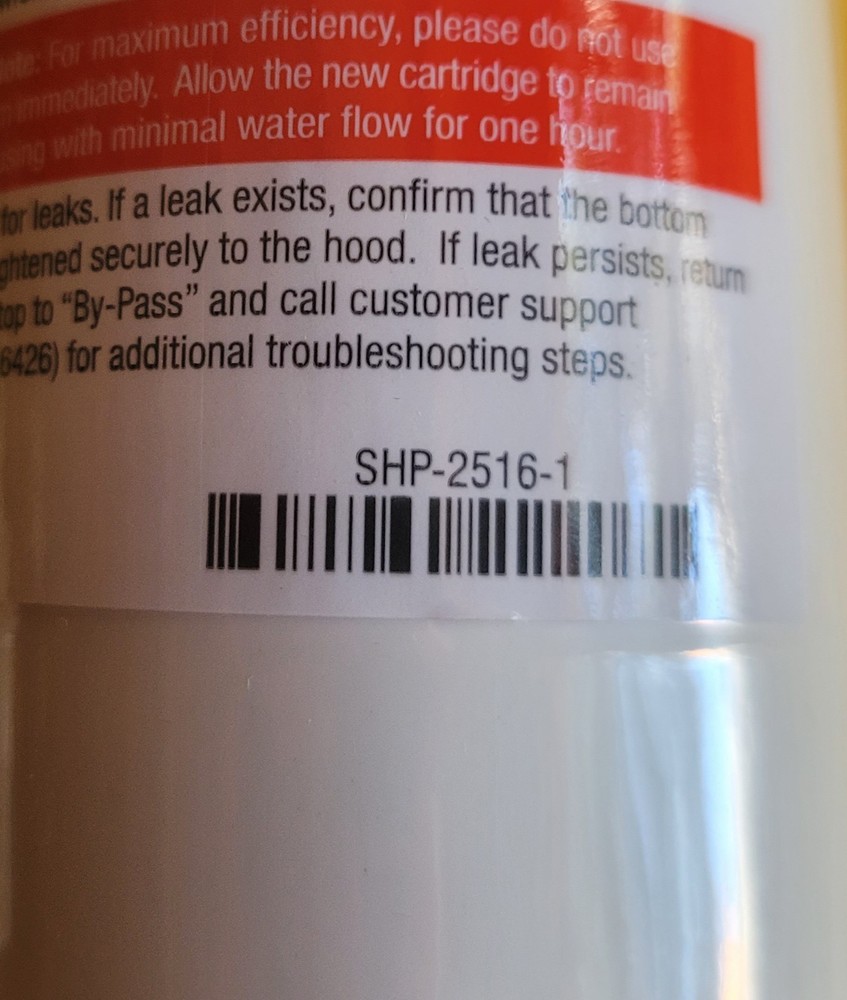 For maximum efficiency, please do not use
immediately. Allow the new cartridge to remain
with minimal water flow for one hour.
for leaks. If a leak exists, confirm that the bottom
ghtened securely to the hood. If leak persists, return
to "By-Pass" and call customer support
6426) for additional troubleshooting steps.
SHP-2516-1